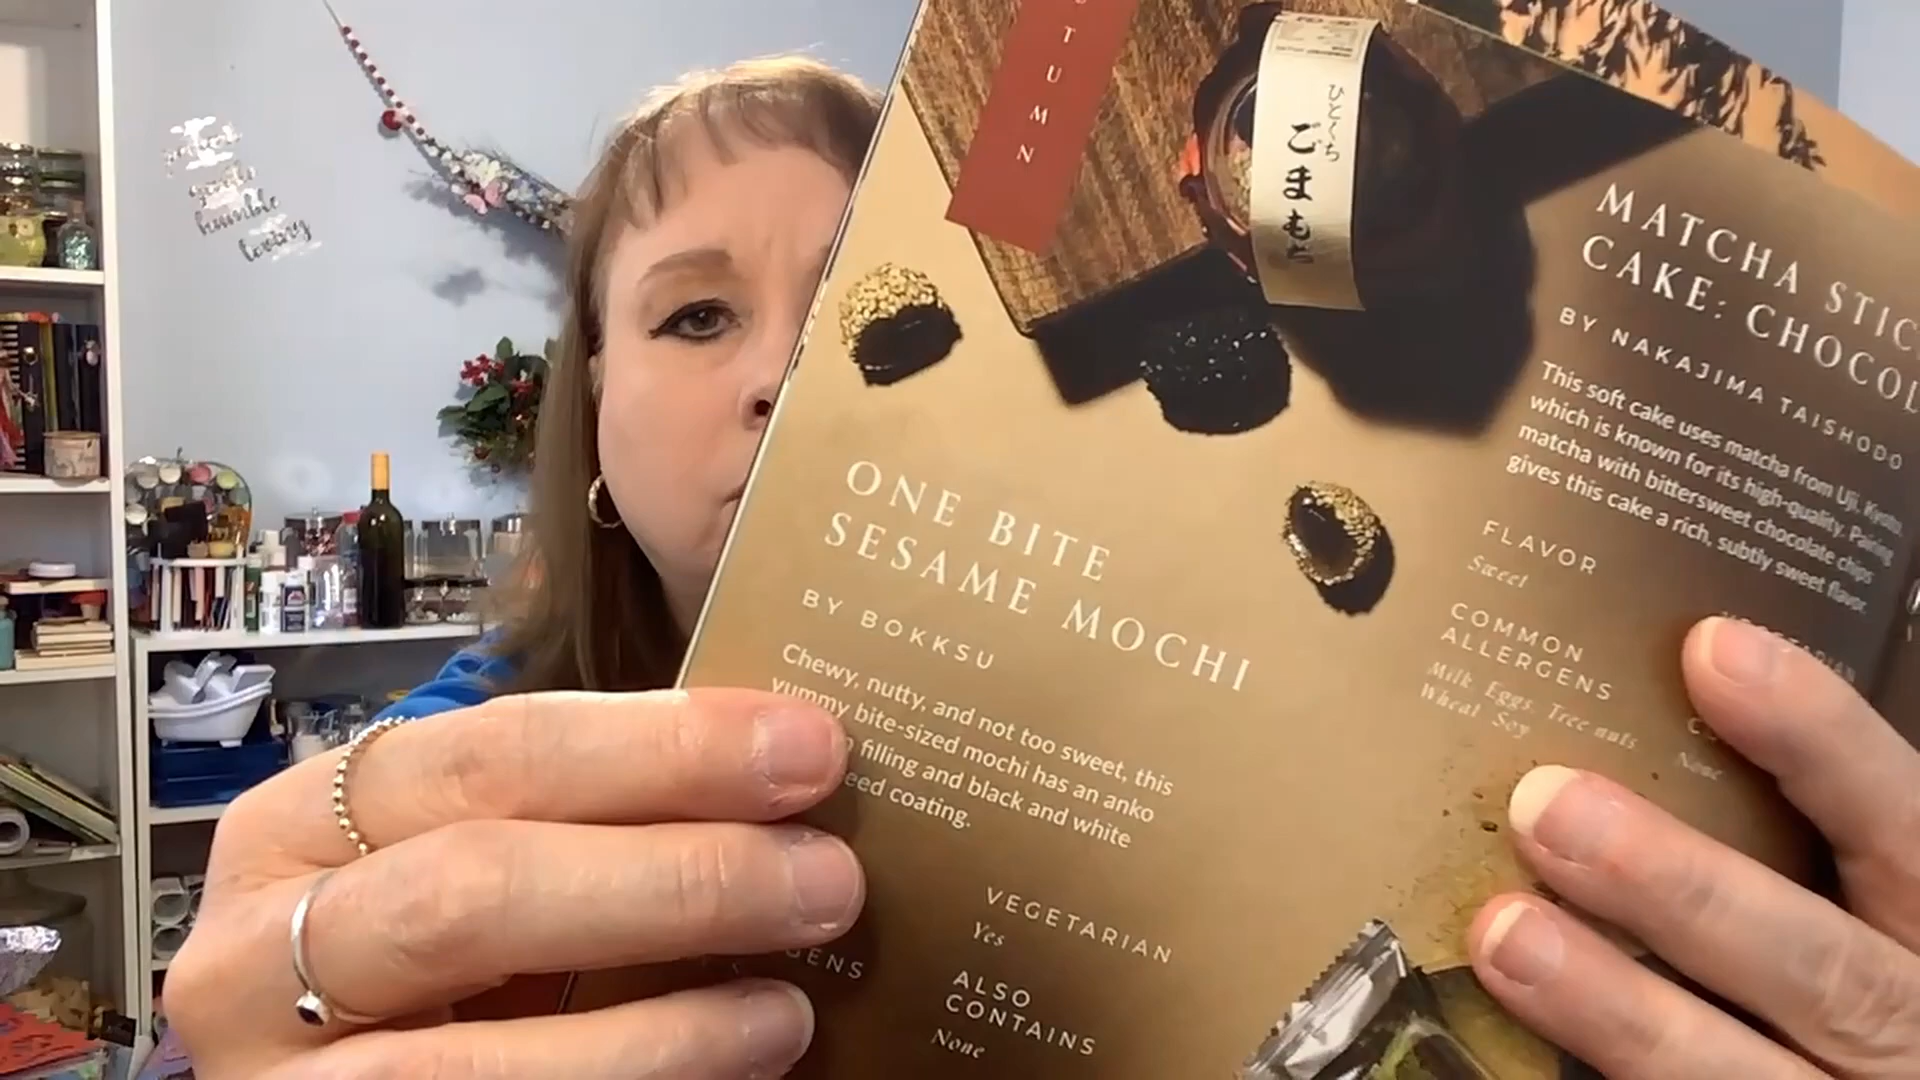 humble
loving
TUMN
ひとくち
ごまもち
ONE BITE
SESAME MOCHI
BY BOKKSU
Chewy, nutty, and not too sweet, this
yummy bite-sized mochi has an anko
filling and black and white
eed coating.
GENS
VEGETARIAN
Yes
ALSO
CONTAINS
None
MATCHA STIC
CAKE: CHOCOL
BY NAKAJIMA TAISHODO
This soft cake uses matcha from Uji, Kyoto,
which is known for its high-quality. Pairing
matcha with bittersweet chocolate chips
gives this cake a rich, subtly sweet flavor.
FLAVOR
Sweet
COMMON
ALLERGENS
Milk, Eggs, Tree nuts
Wheat, Soy
None